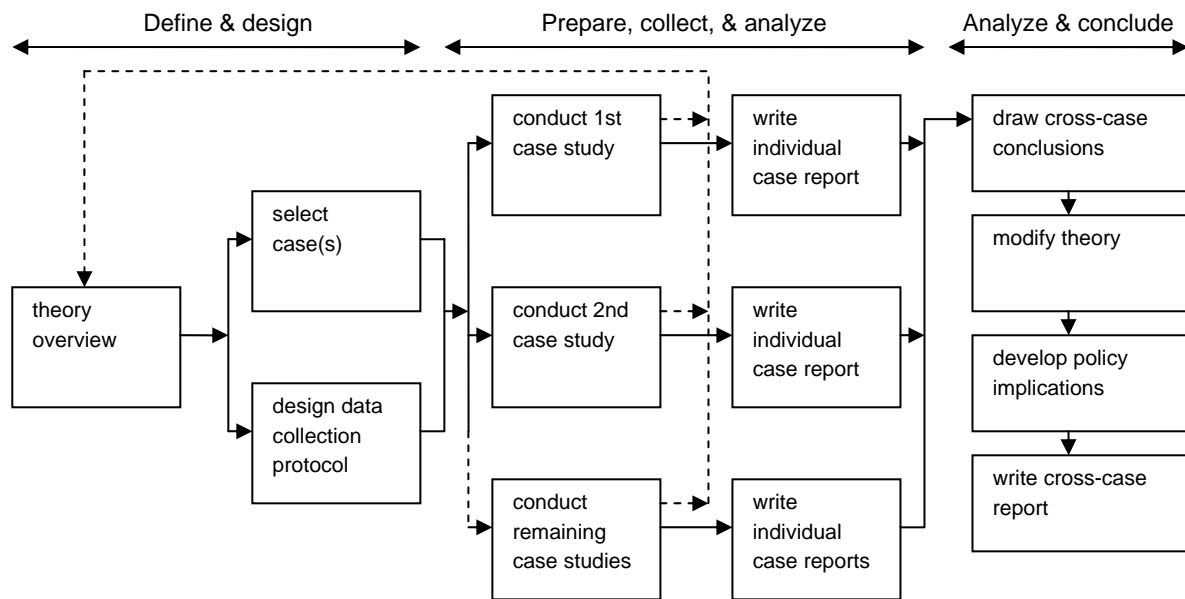 Define & design
Prepare, collect, & analyze
Analyze & conclude
theory
overview
select
case(s)
design data
collection
protocol
conduct 1st
case study
conduct 2nd
case study
conduct
remaining
case studies
write
individual
case report
write
individual
case report
write
individual
case reports
draw cross-case
conclusions
modify theory
develop policy
implications
write cross-case
report